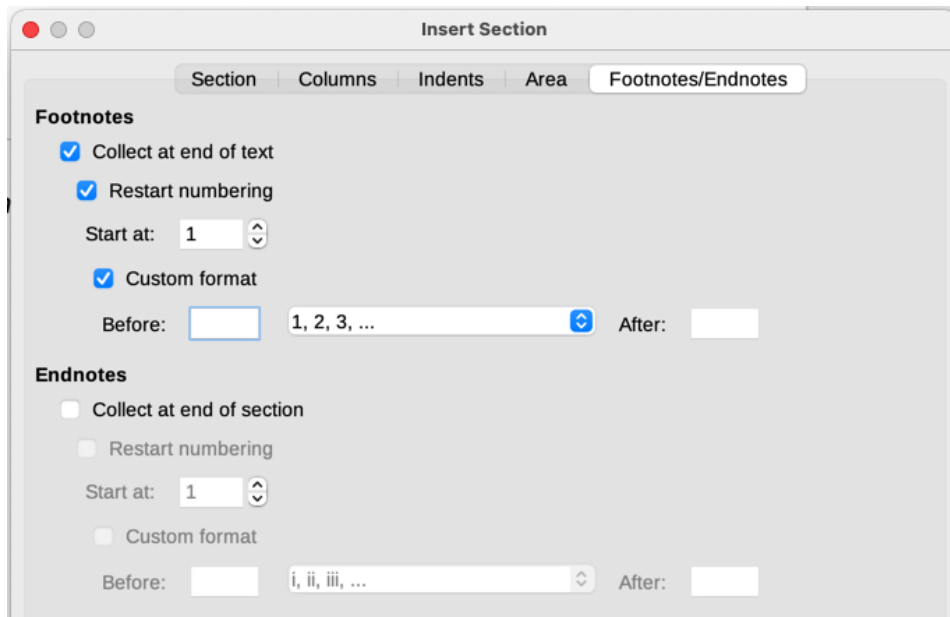 Insert Section
Section Columns Indents Area Footnotes/Endnotes
Footnotes
Collect at end of text
Restart numbering
Start at: 1
Custom format
Before: 1, 2, 3, ... After:
Endnotes
Collect at end of section
Restart numbering
Start at: 1
Custom format
Before: i, ii, iii, ... After: